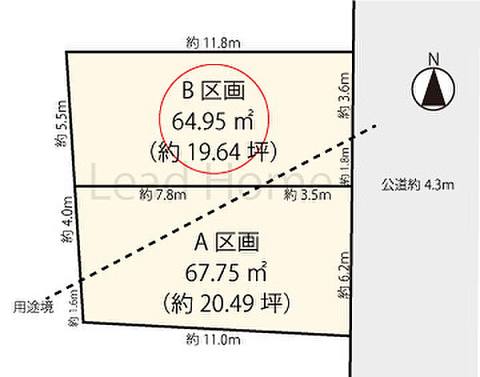 約 11.8m
N
B 区画
64.95 ㎡
(約 19.64 坪)
約 5.5m
約 3.6m
約 1.8m
公道約 4.3m
Lead Home
約 7.8m
約 3.5m
約 4.0m
A 区画
67.75 ㎡
(約 20.49 坪)
約 6.2m
用途境
約 1.6m
約 11.0m